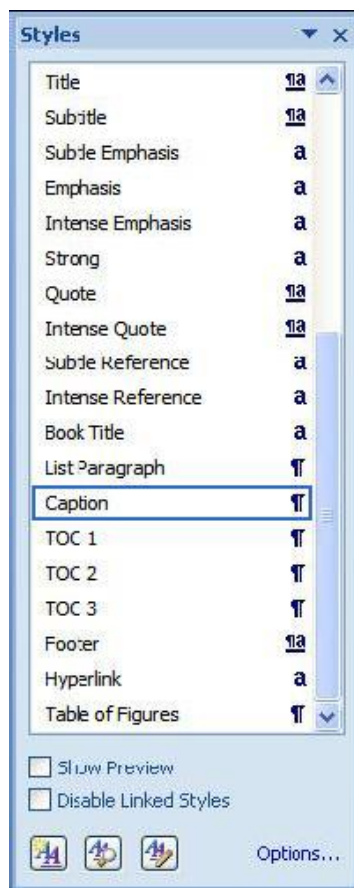 Styles
Title ¶a
Subtitle ¶a
Subtle Emphasis a
Emphasis a
Intense Emphasis a
Strong a
Quote ¶a
Intense Quote ¶a
Subtle Reference a
Intense Reference a
Book Title a
List Paragraph ¶
Caption ¶
TOC 1 ¶
TOC 2 ¶
TOC 3 ¶
Footer ¶a
Hyperlink a
Table of Figures ¶
Show Preview
Disable Linked Styles
Options...